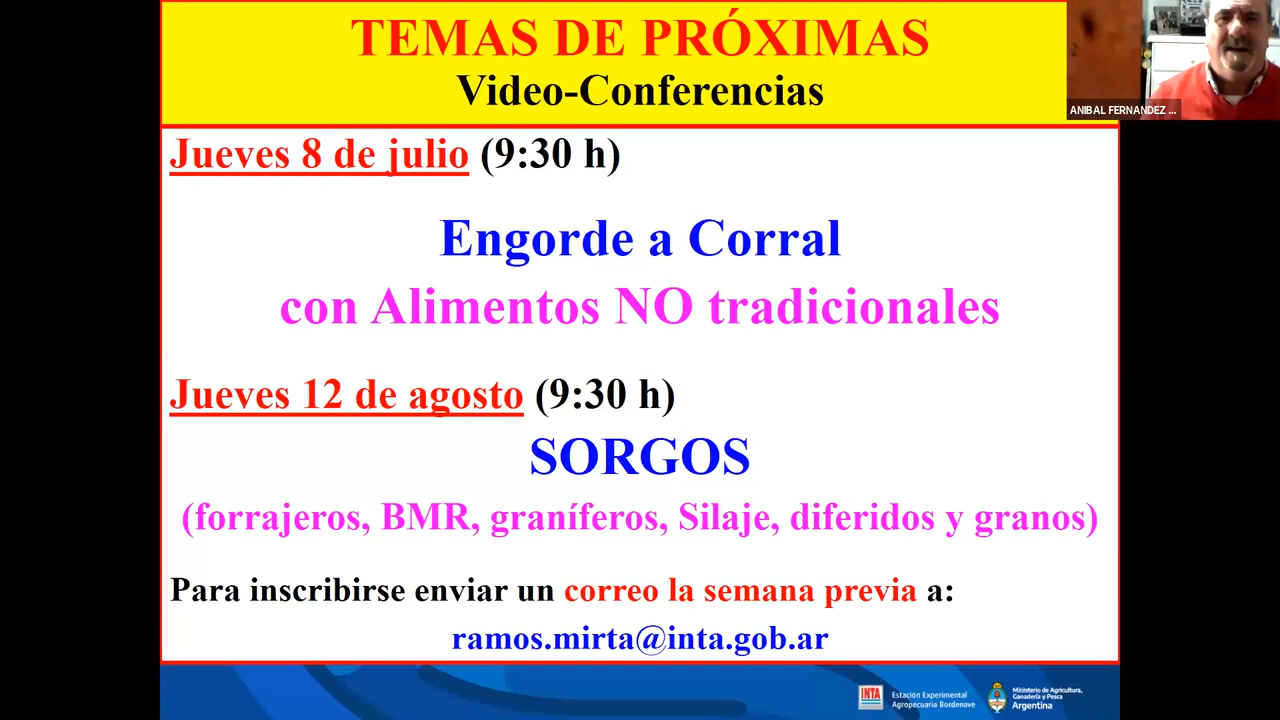 TEMAS DE PRÓXIMAS
Video-Conferencias
ANIBAL FERNANDEZ ...
Jueves 8 de julio (9:30 h)
Engorde a Corral
con Alimentos NO tradicionales
Jueves 12 de agosto (9:30 h)
SORGOS
(forrajeros, BMR, graníferos, Silaje, diferidos y granos)
Para inscribirse enviar un correo la semana previa a:
ramos.mirta@inta.gob.ar
INTA
Estación Experimental
Agropecuaria Bordenave
Ministerio de Agricultura,
Ganadería y Pesca
Argentina